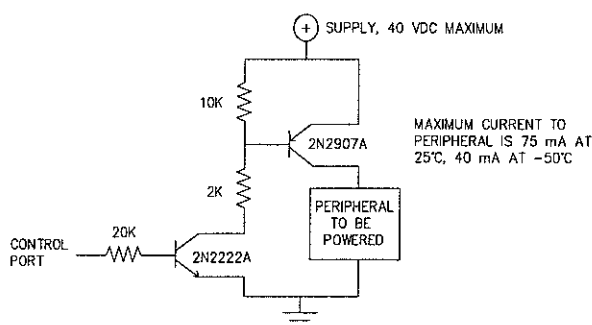 SUPPLY, 40 VDC MAXIMUM
10K
2N2907A
MAXIMUM CURRENT TO
PERIPHERAL IS 75 mA AT
25°C, 40 mA AT -50°C
2K
PERIPHERAL
TO BE
POWERED
20K
CONTROL
PORT
2N2222A